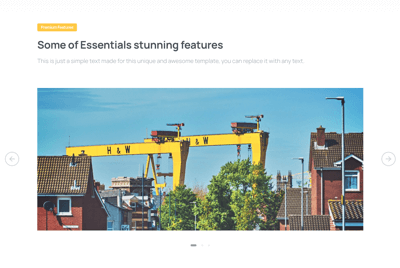 Premium Features
Some of Essentials stunning features
This is just a simple text made for this unique and awesome template, you can replace it with any text.
H & W
H & W